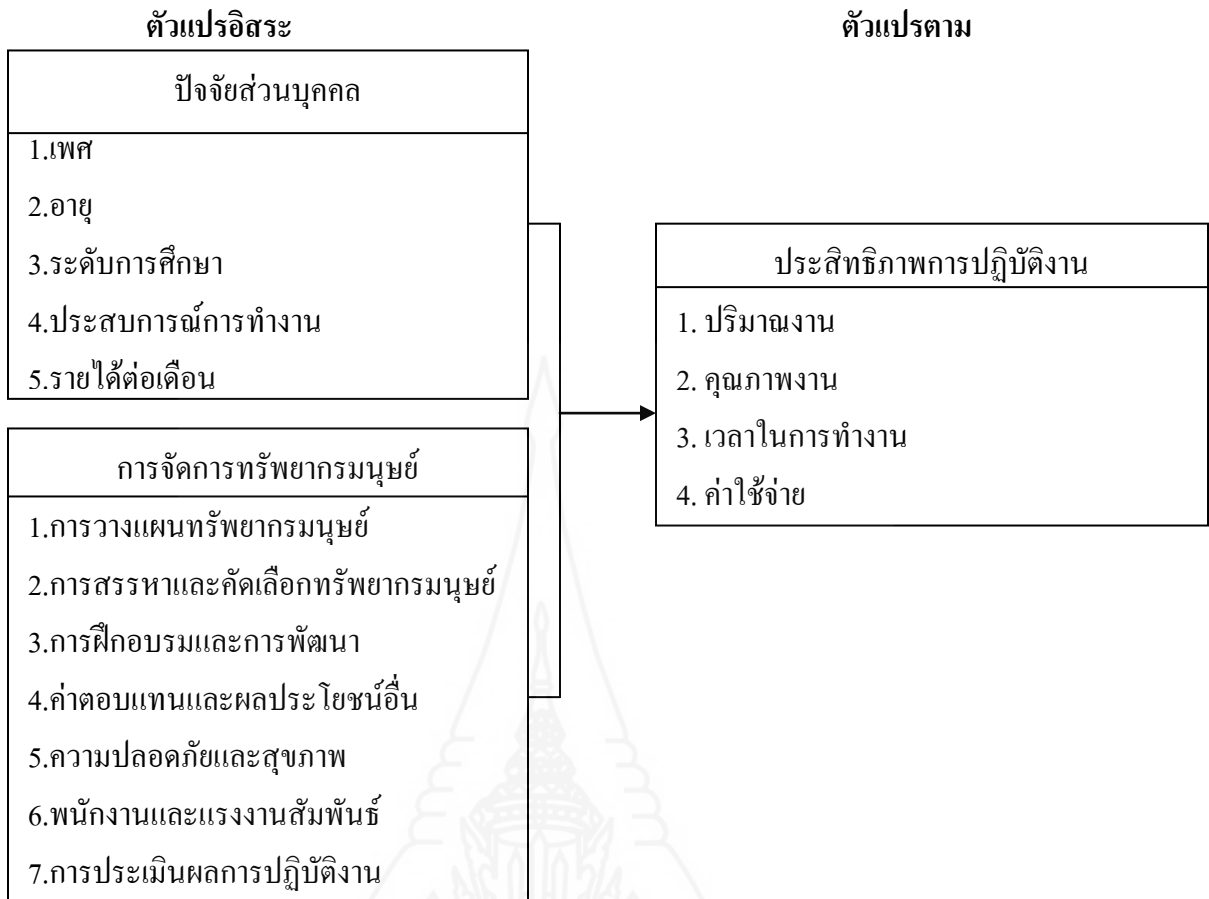 ตัวแปรอิสระ
ตัวแปรตาม
ปัจจัยส่วนบุคคล
1.เพศ
2.อายุ
3.ระดับการศึกษา
4.ประสบการณ์การทำงาน
5.รายได้ต่อเดือน
การจัดการทรัพยากรมนุษย์
1.การวางแผนทรัพยากรมนุษย์
2.การสรรหาและคัดเลือกทรัพยากรมนุษย์
3.การฝึกอบรมและการพัฒนา
4.ค่าตอบแทนและผลประโยชน์อื่น
5.ความปลอดภัยและสุขภาพ
6.พนักงานและแรงงานสัมพันธ์
7.การประเมินผลการปฏิบัติงาน
ประสิทธิภาพการปฏิบัติงาน
1. ปริมาณงาน
2. คุณภาพงาน
3. เวลาในการทำงาน
4. ค่าใช้จ่าย